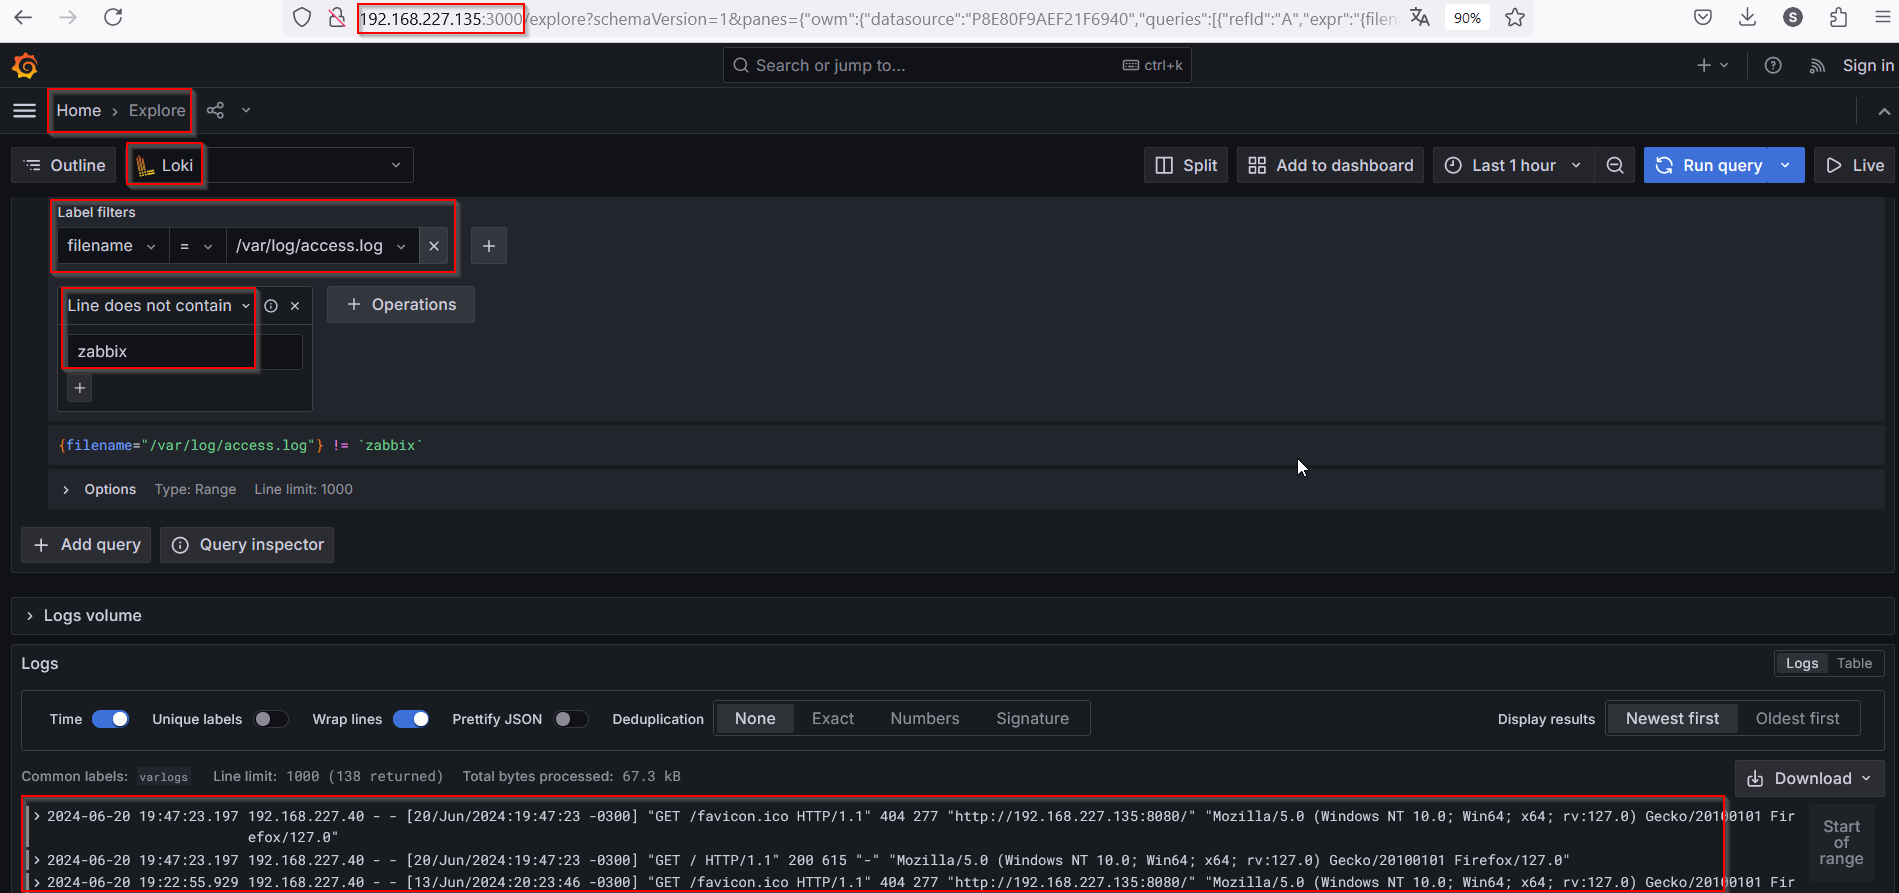 192.168.227.135:3000/explore?schemaVersion=1&panes={"owm":{"datasource":"P8E80F9AEF21F6940","queries":[{"refId":"A","expr":"{filen
90%
S
Search or jump to...
ctrl+k
Sign in
Home › Explore
Outline
Loki
Split
Add to dashboard
Last 1 hour
Run query
Live
Label filters
filename
=
/var/log/access.log
Line does not contain
+ Operations
zabbix
{filename="/var/log/access.log"} != `zabbix`
Options Type: Range Line limit: 1000
+ Add query
Query inspector
Logs volume
Logs
Logs Table
Time
Unique labels
Wrap lines
Prettify JSON
Deduplication
None Exact Numbers Signature
Display results
Newest first Oldest first
Common labels: varlogs Line limit: 1000 (138 returned) Total bytes processed: 67.3 kB
Download
2024-06-20 19:47:23.197 192.168.227.40 - - [20/Jun/2024:19:47:23 -0300] "GET /favicon.ico HTTP/1.1" 404 277 "http://192.168.227.135:8080/" "Mozilla/5.0 (Windows NT 10.0; Win64; x64; rv:127.0) Gecko/20100101 Fir
efox/127.0"
2024-06-20 19:47:23.197 192.168.227.40 - - [20/Jun/2024:19:47:23 -0300] "GET / HTTP/1.1" 200 615 "-" "Mozilla/5.0 (Windows NT 10.0; Win64; x64; rv:127.0) Gecko/20100101 Firefox/127.0"
2024-06-20 19:22:55.929 192.168.227.40 - - [13/Jun/2024:20:23:46 -0300] "GET /favicon.ico HTTP/1.1" 404 277 "http://192.168.227.135:8080/" "Mozilla/5.0 (Windows NT 10.0; Win64; x64; rv:127.0) Gecko/20100101 Fir
Start
of
range